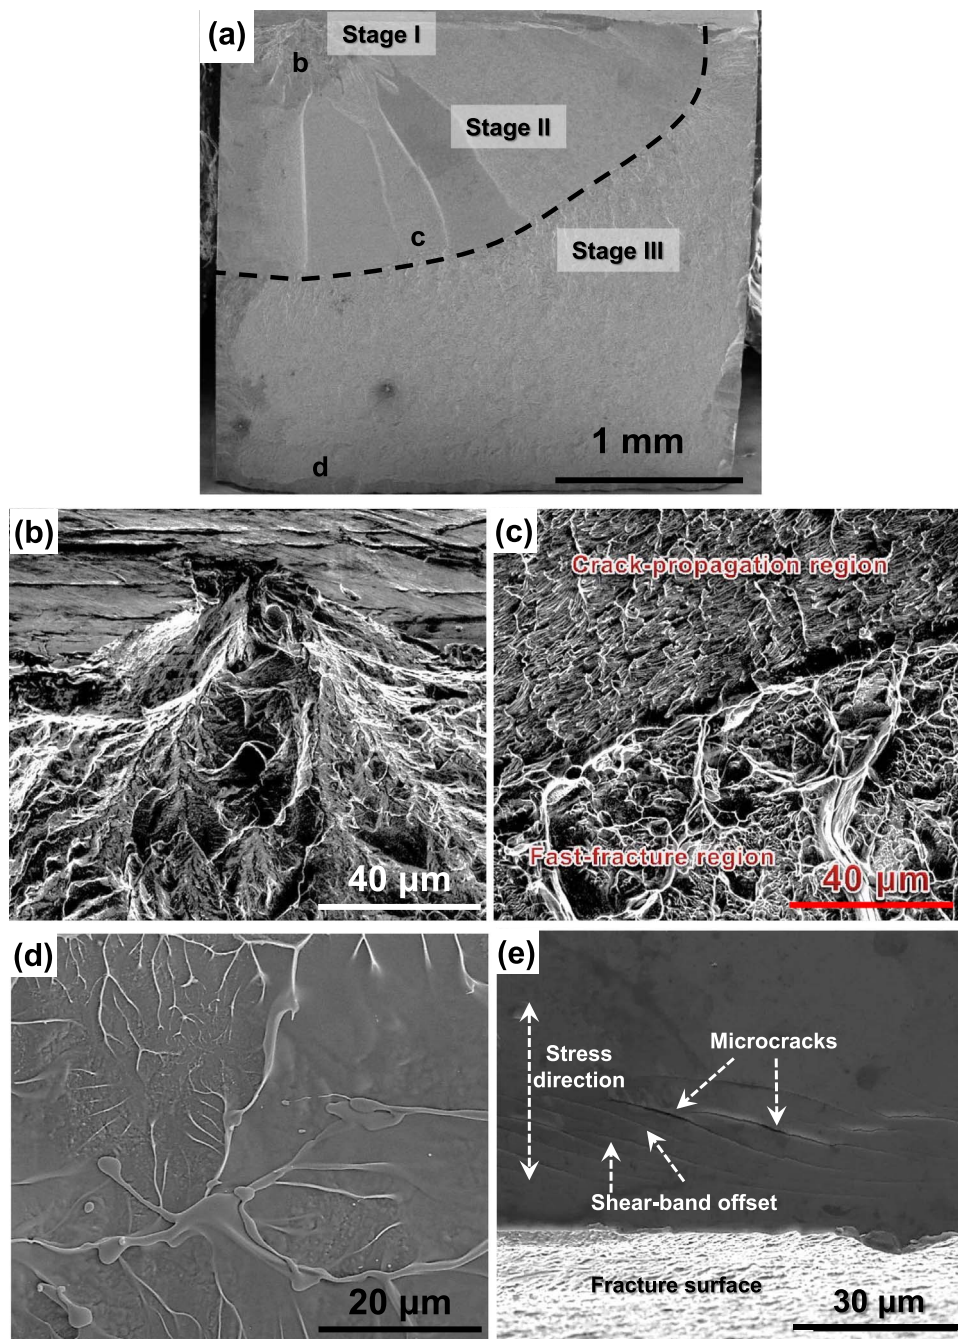 (a)
Stage I
b
Stage II
c
Stage III
1 mm
d
(b)
40 μm
(c)
Crack-propagation region
Fast-fracture region
40 μm
(d)
20 μm
(e)
Microcracks
Stress
direction
Shear-band offset
Fracture surface
30 μm